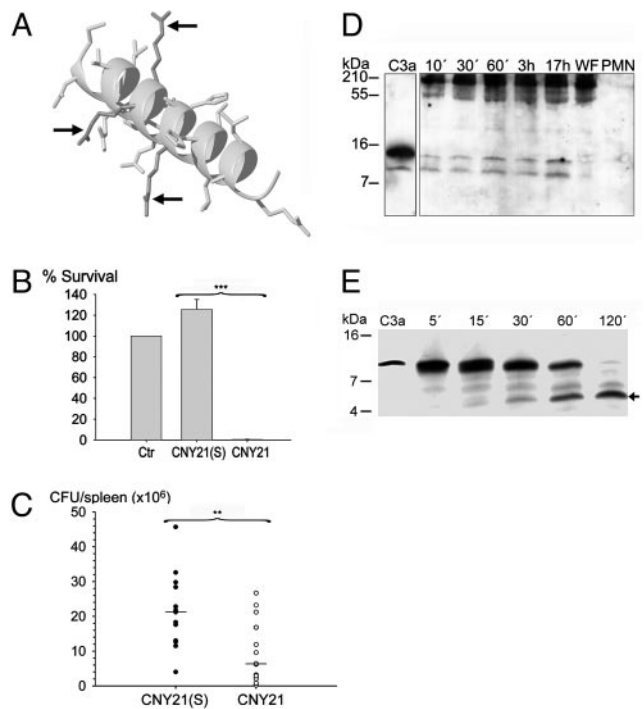 A
B
% Survival
***
140
120
100
80
60
40
20
0
Ctr CNY21(S) CNY21
C
CFU/spleen (x10⁶)
**
50
40
30
20
10
0
CNY21(S) CNY21
D
kDa C3a 10´ 30´ 60´ 3h 17h WF PMN
210
55
16
7
E
kDa C3a 5´ 15´ 30´ 60´ 120´
16
7
4